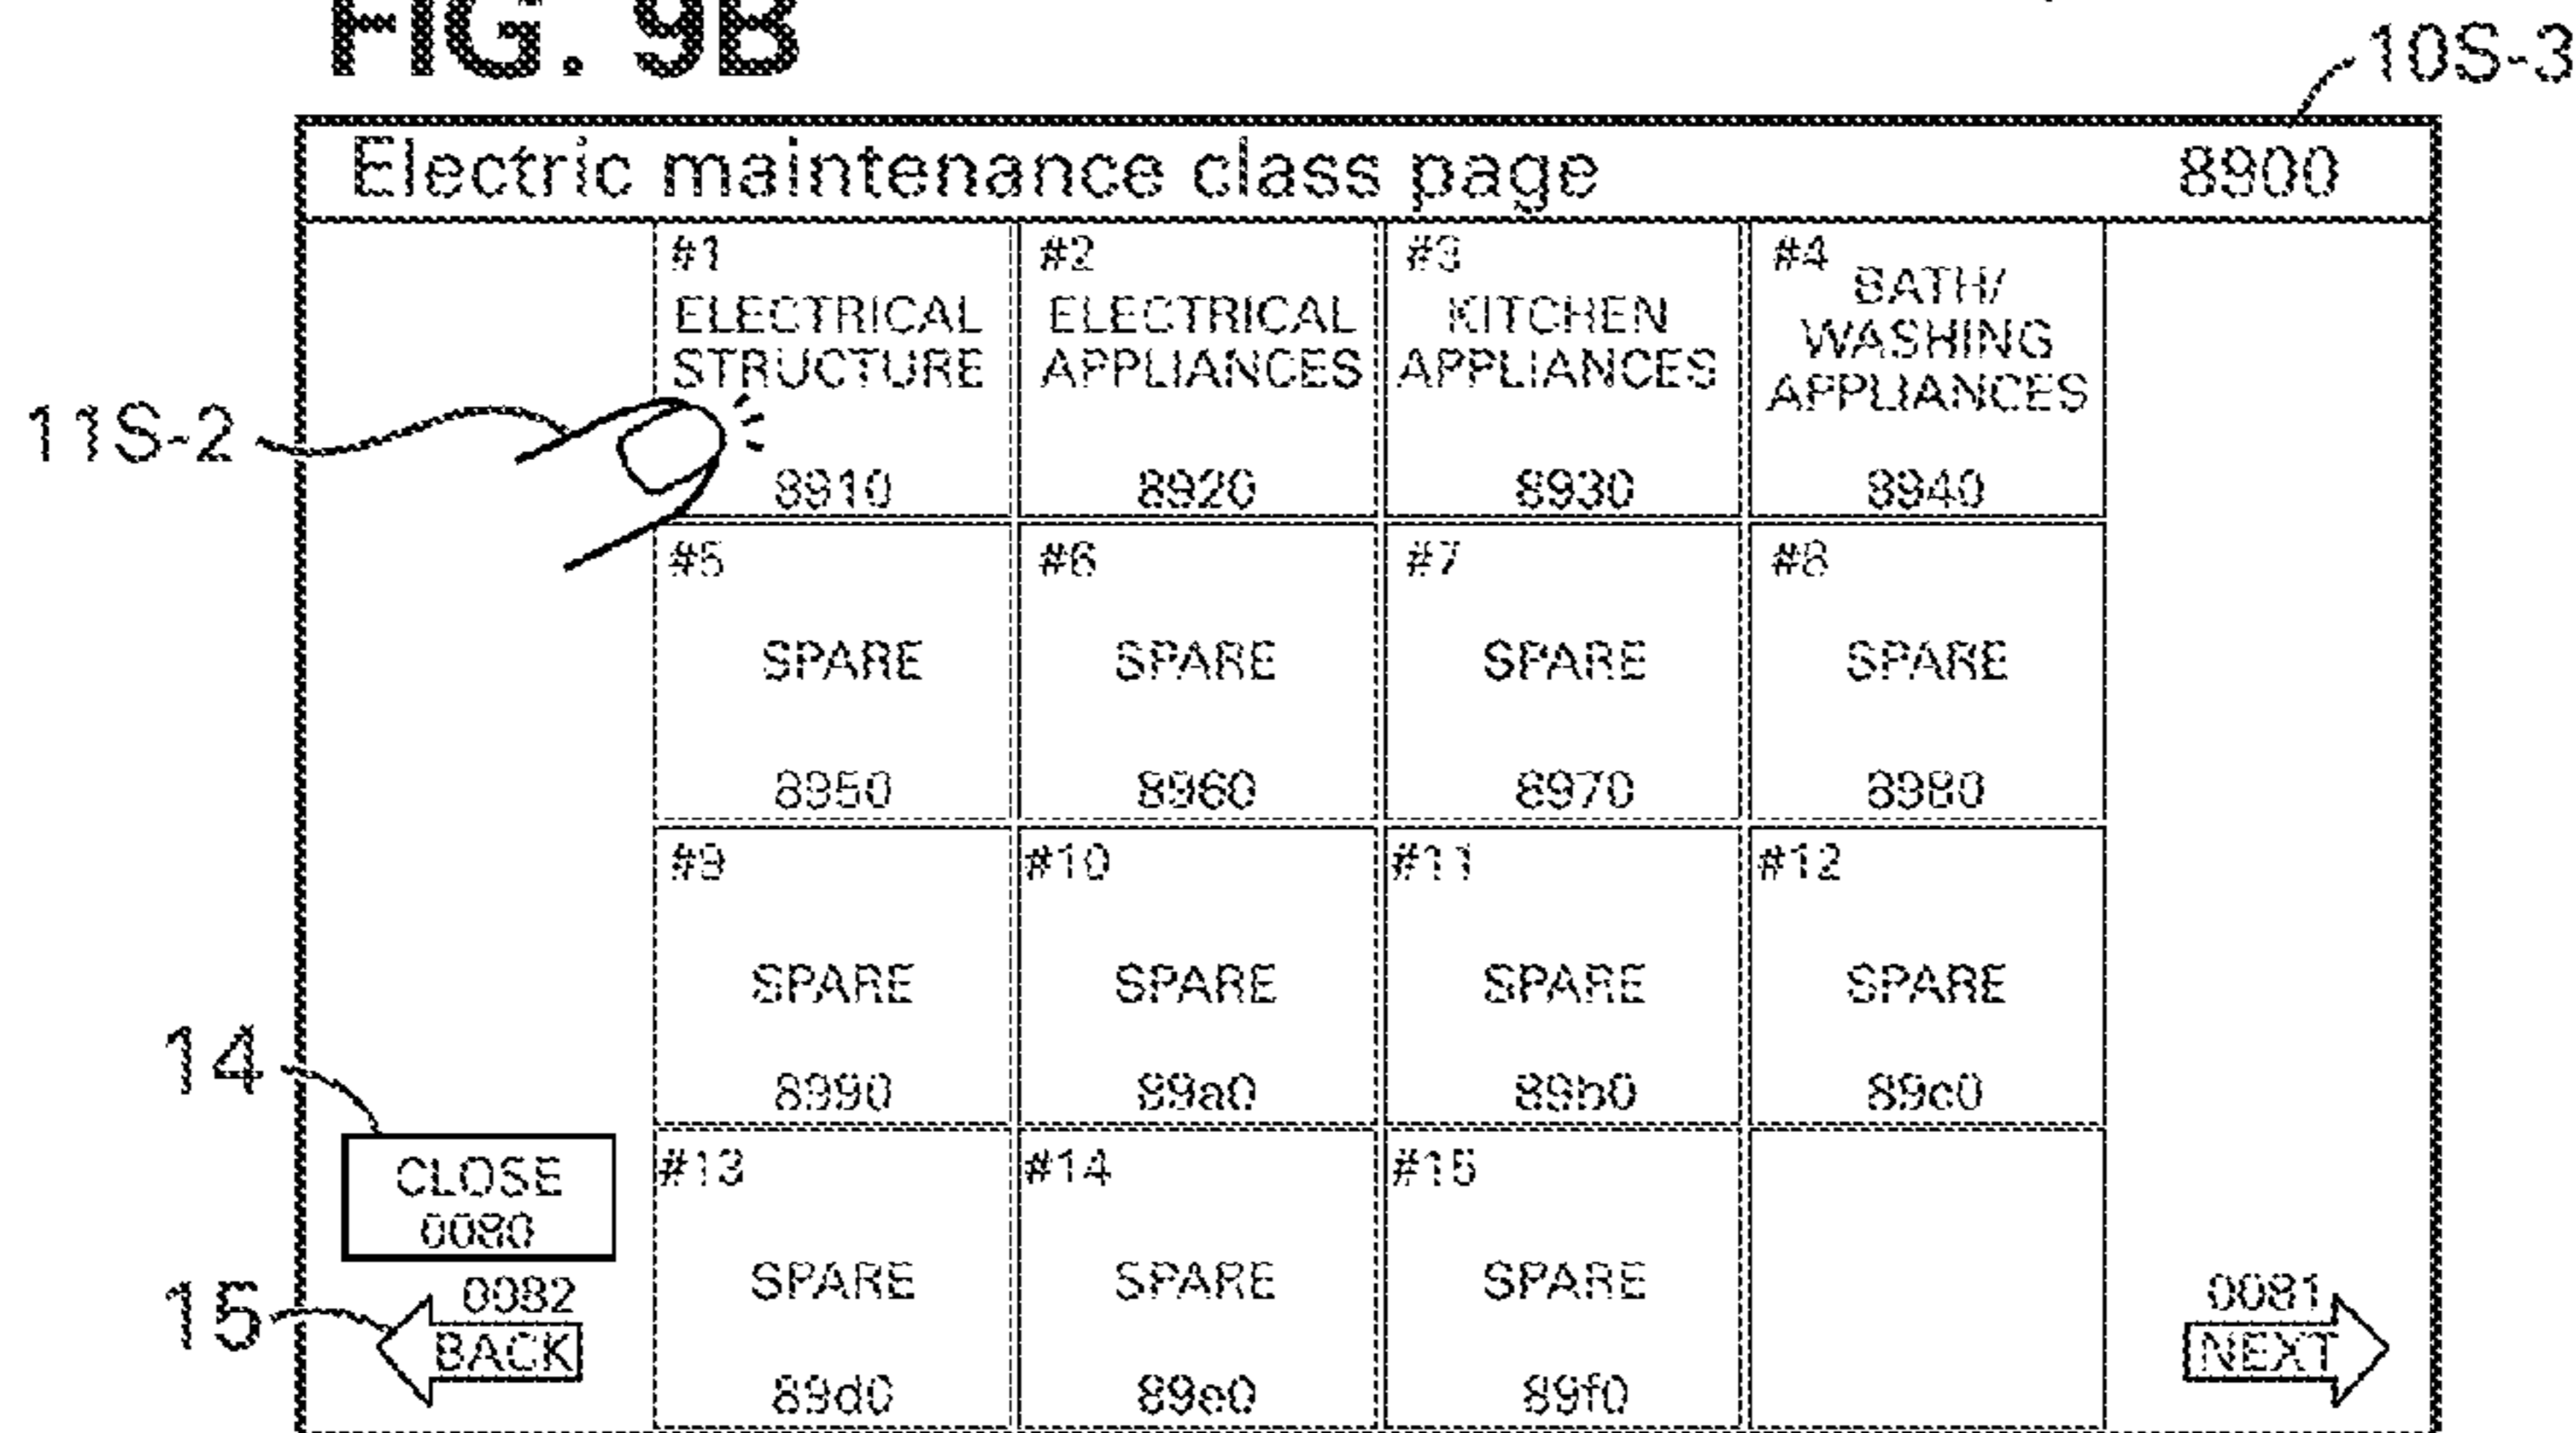 FIG. 9B
10S-3
Electric maintenance class page 8900
#1 #2 #3 #4
ELECTRICAL STRUCTURE
ELECTRICAL APPLIANCES
KITCHEN APPLIANCES
BATH/ WASHING APPLIANCES
11S-2
8910 8920 8930 8940
#5 #6 #7 #8
SPARE SPARE SPARE SPARE
8950 8960 8970 8980
#9 #10 #11 #12
SPARE SPARE SPARE SPARE
8990 89a0 89b0 89c0
14
CLOSE
0080
#13 #14 #15
SPARE SPARE SPARE
89d0 89e0 89f0
15
0082
BACK
0081
NEXT